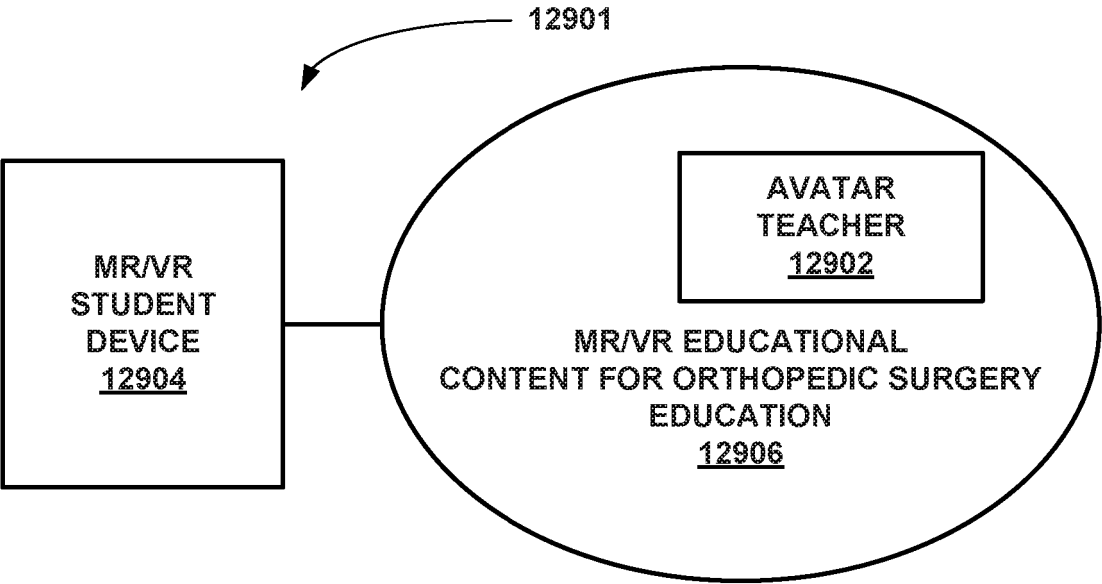 12901
AVATAR
TEACHER
12902
MR/VR
STUDENT
DEVICE
12904
MR/VR EDUCATIONAL
CONTENT FOR ORTHOPEDIC SURGERY
EDUCATION
12906